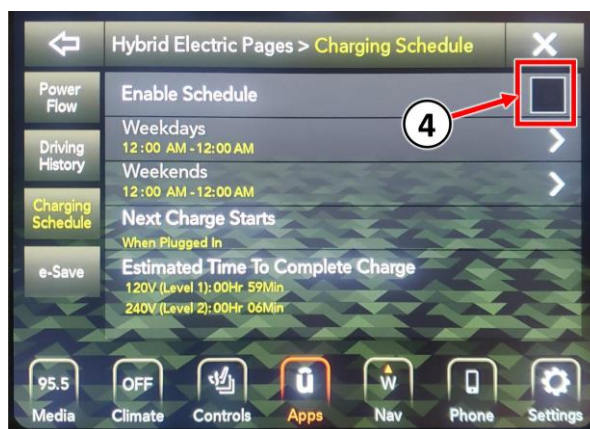 Hybrid Electric Pages > Charging Schedule
Power
Flow
Driving
History
Charging
Schedule
e-Save
Enable Schedule
4
Weekdays
12:00 AM - 12:00 AM
Weekends
12:00 AM - 12:00 AM
Next Charge Starts
When Plugged In
Estimated Time To Complete Charge
120V (Level 1): 00Hr 59Min
240V (Level 2): 00Hr 06Min
95.5
Media
OFF
Climate
Controls
Apps
W
Nav
Phone
Settings